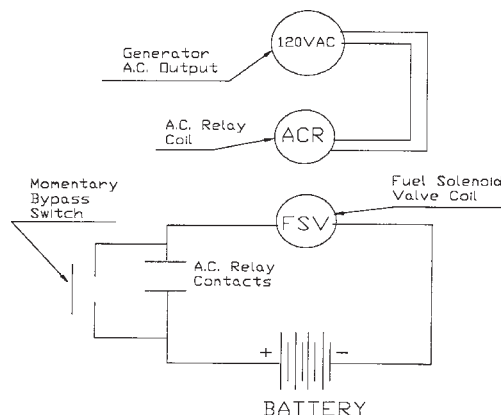 Generator
A.C. Output
120VAC
A.C. Relay
Coil
ACR
Momentary
Bypass
Switch
Fuel Solenoid
Valve Coil
FSV
A.C. Relay
Contacts
+
-
BATTERY